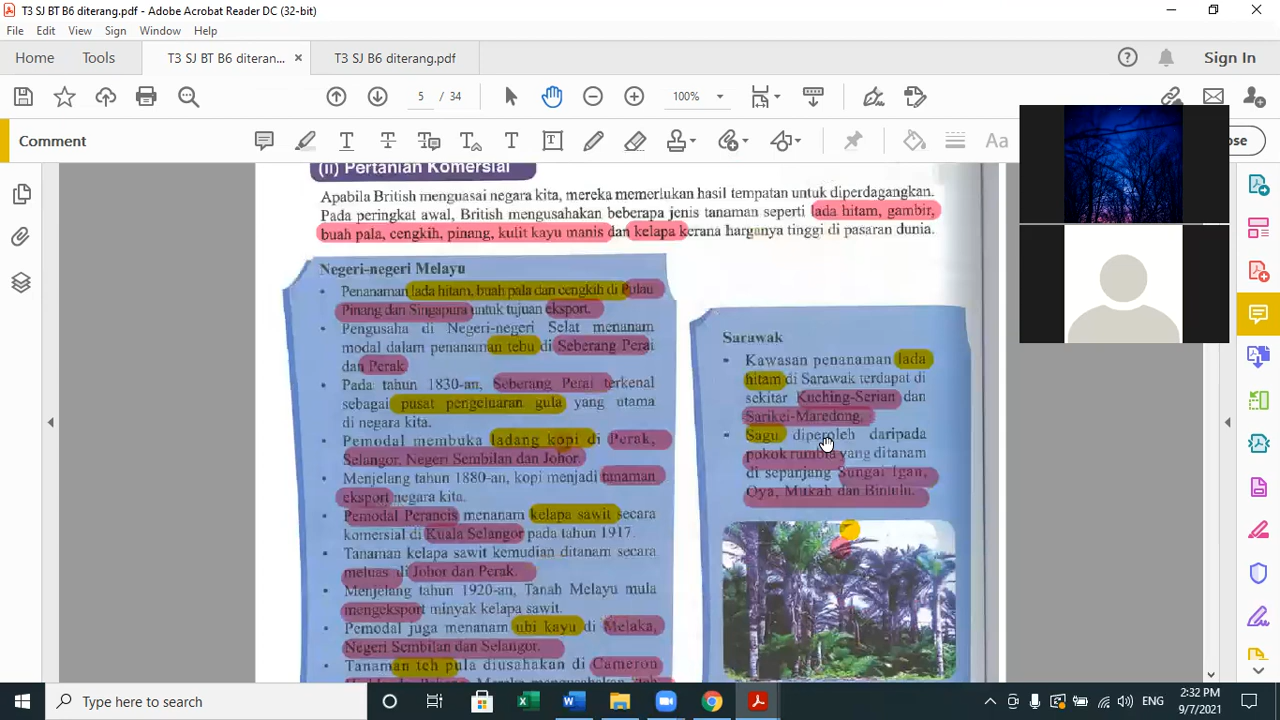 T3 SJ BT B6 diterang.pdf - Adobe Acrobat Reader DC (32-bit)
File Edit View Sign Window Help
Home Tools T3 SJ BT B6 diteran... × T3 SJ B6 diterang.pdf Sign In
5 / 34 100%
Comment
(ii) Pertanian Komersial
Apabila British menguasai negara kita, mereka memerlukan hasil tempatan untuk diperdagangkan.
Pada peringkat awal, British mengusahakan beberapa jenis tanaman seperti lada hitam, gambir,
buah pala, cengkih, pinang, kulit kayu manis dan kelapa kerana harganya tinggi di pasaran dunia.
Negeri-negeri Melayu
• Penanaman lada hitam, buah pala dan cengkih di Pulau
Pinang dan Singapura untuk tujuan eksport.
• Pengusaha di Negeri-negeri Selat menanam
modal dalam penanaman tebu di Seberang Perai
dan Perak
• Pada tahun 1830-an, Seberang Perai terkenal
sebagai pusat pengeluaran gula yang utama
di negara kita.
• Pemodal membuka ladang kopi di Perak,
Selangor, Negeri Sembilan dan Johor.
• Menjelang tahun 1880-an, kopi menjadi tanaman
eksport negara kita.
• Pemodal Perancis menanam kelapa sawit secara
komersial di Kuala Selangor pada tahun 1917.
• Tanaman kelapa sawit kemudian ditanam secara
meluas di Johor dan Perak.
• Menjelang tahun 1920-an, Tanah Melayu mula
mengeksport minyak kelapa sawit.
• Pemodal juga menanam ubi kayu di Melaka,
Negeri Sembilan dan Selangor.
• Tanaman teh pula diusahakan di Cameron
Sarawak
• Kawasan penanaman lada
hitam di Sarawak terdapat di
sekitar Kuching-Serian dan
Sarikei-Maredong.
• Sagu diperoleh daripada
pokok rumbia yang ditanam
di sepanjang Sungai Igan,
Oya, Mukah dan Bintulu.
Type here to search
ENG
2:32 PM
9/7/2021